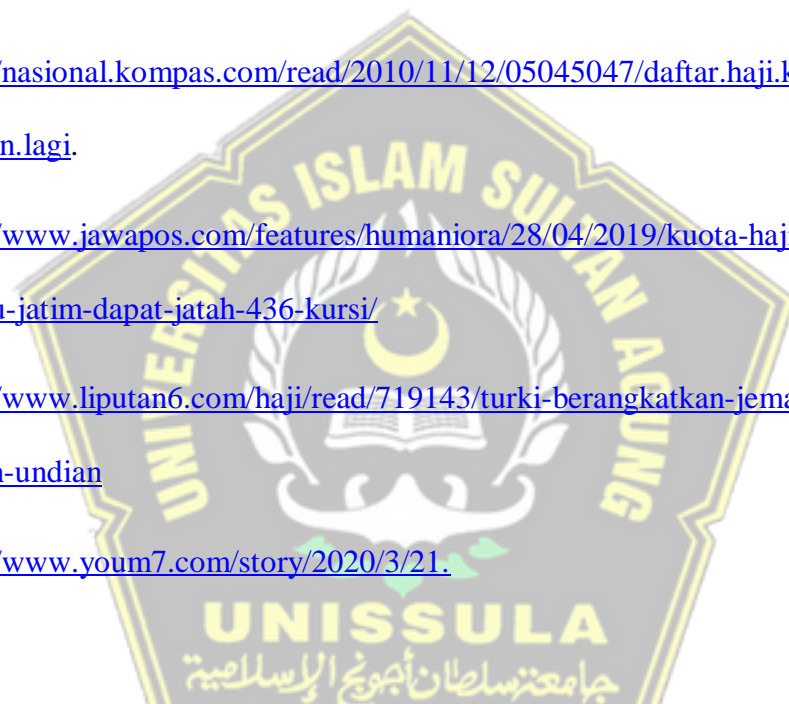 /nasional.kompas.com/read/2010/11/12/05045047/daftar.haji.k
n.lagi.
/www.jawapos.com/features/humaniora/28/04/2019/kuota-haji
u-jatim-dapat-jatah-436-kursi/
/www.liputan6.com/haji/read/719143/turki-berangkatkan-jema
n-undian
/www.youm7.com/story/2020/3/21.
UNIVERSITAS ISLAM SULTAN AGUNG
UNISSULA
جامعة سلطان أجونج الإسلامية